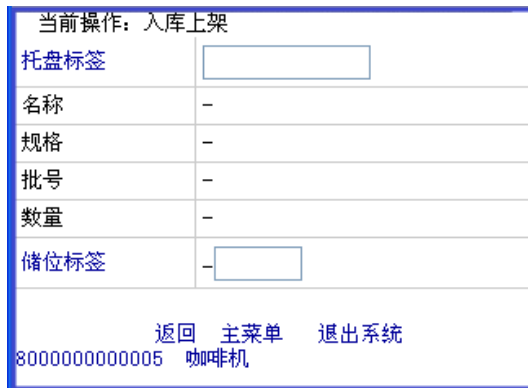 当前操作：入库上架
托盘标签
名称 -
规格 -
批号 -
数量 -
储位标签 -
返回 主菜单 退出系统
8000000000005 咖啡机